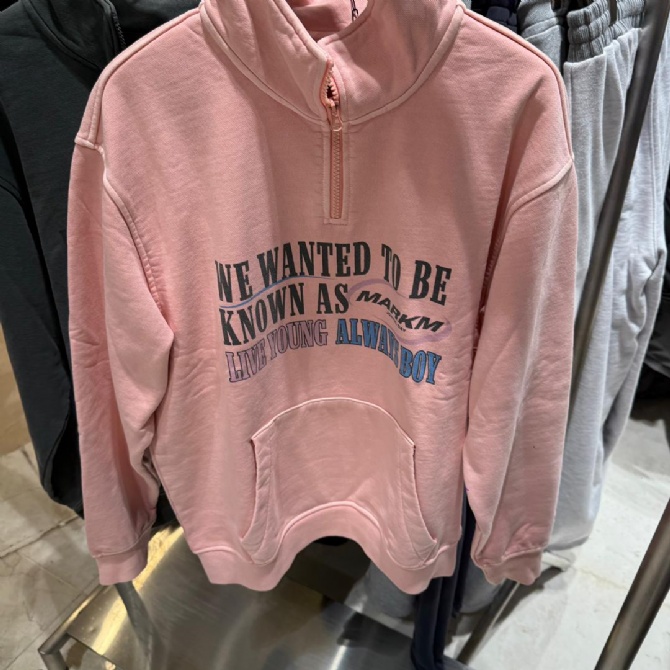 WE WANTED TO BE
KNOWN AS MARKM
LIVE YOUNG ALWAYS BOY